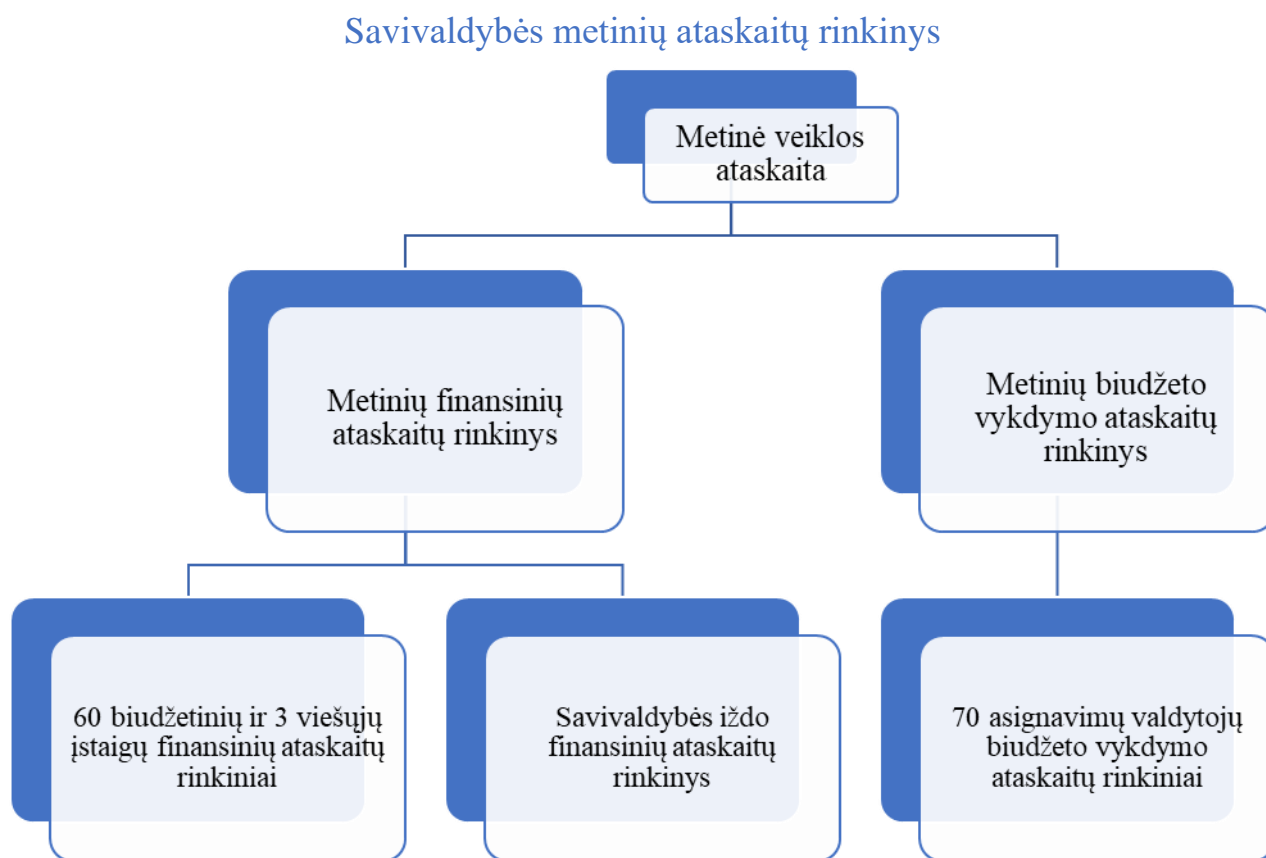 Savivaldybės metinių ataskaitų rinkinys
Metinė veiklos
ataskaita
Metinių finansinių
ataskaitų rinkinys
Metinių biudžeto
vykdymo ataskaitų
rinkinys
60 biudžetinių ir 3 viešųjų
įstaigų finansinių ataskaitų
rinkiniai
Savivaldybės iždo
finansinių ataskaitų
rinkinys
70 asignavimų valdytojų
biudžeto vykdymo
ataskaitų rinkiniai